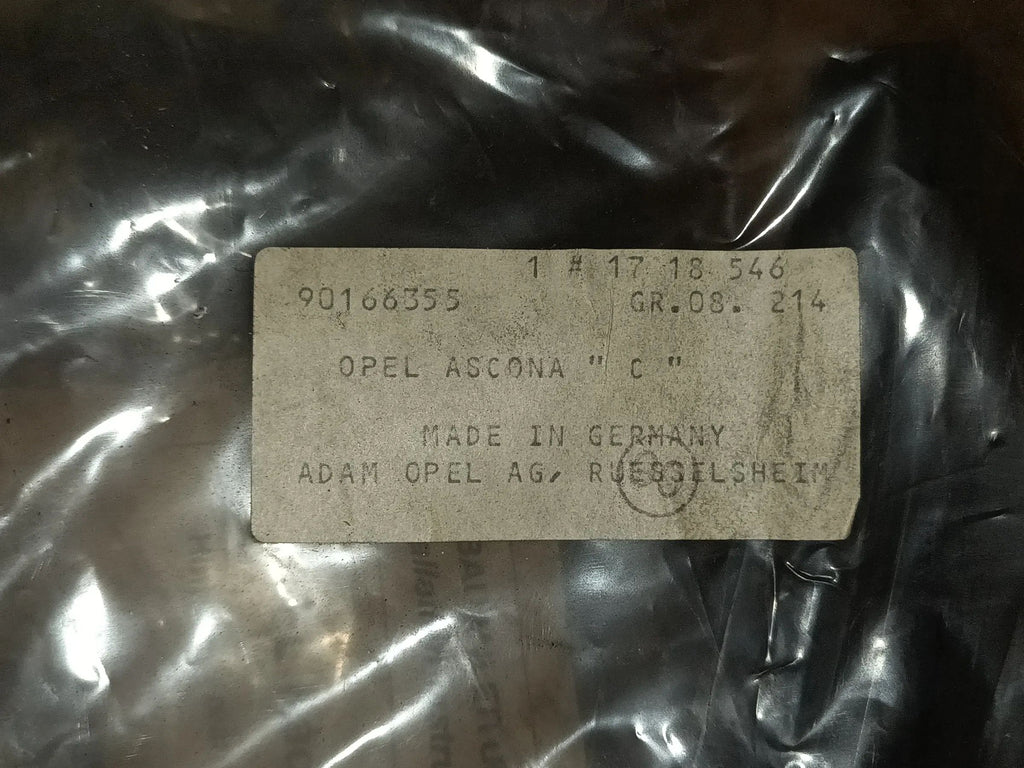 1 # 17 18 546
90166355 GR.08. 214
OPEL ASCONA " C "
MADE IN GERMANY
ADAM OPEL AG, RUESSELSHEIM